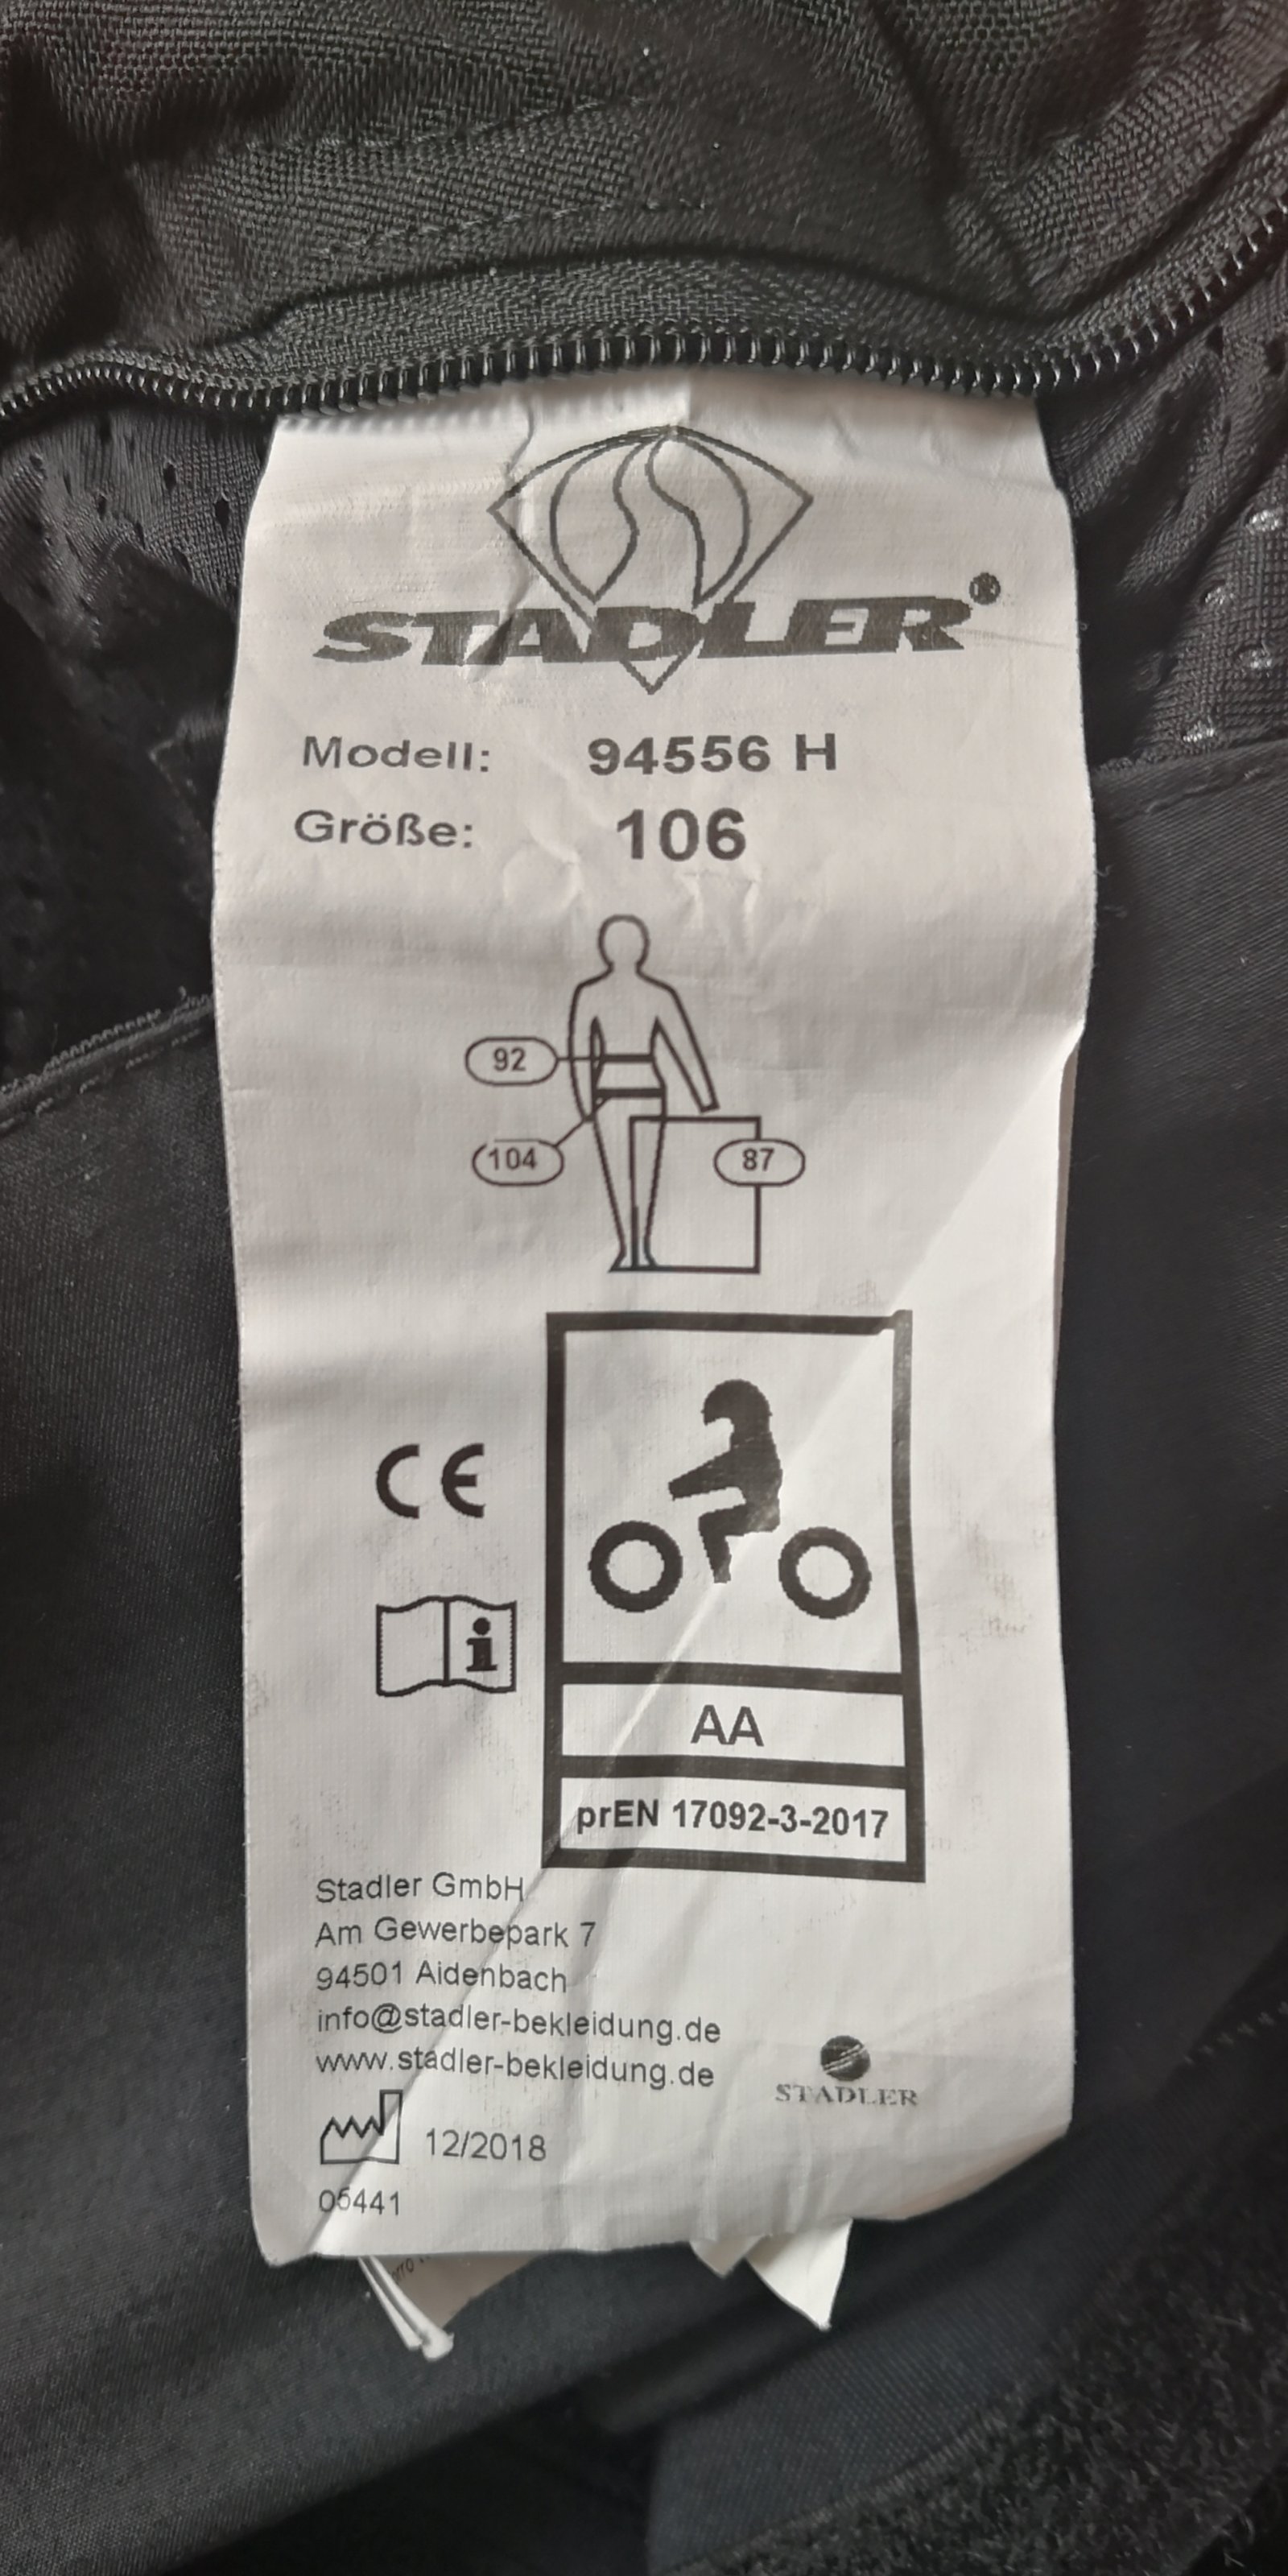 STADLER®
Modell: 94556 H
Größe: 106
92
104
87
CE
i
AA
prEN 17092-3-2017
Stadler GmbH
Am Gewerbepark 7
94501 Aidenbach
info@stadler-bekleidung.de
www.stadler-bekleidung.de
STADLER
12/2018
05441